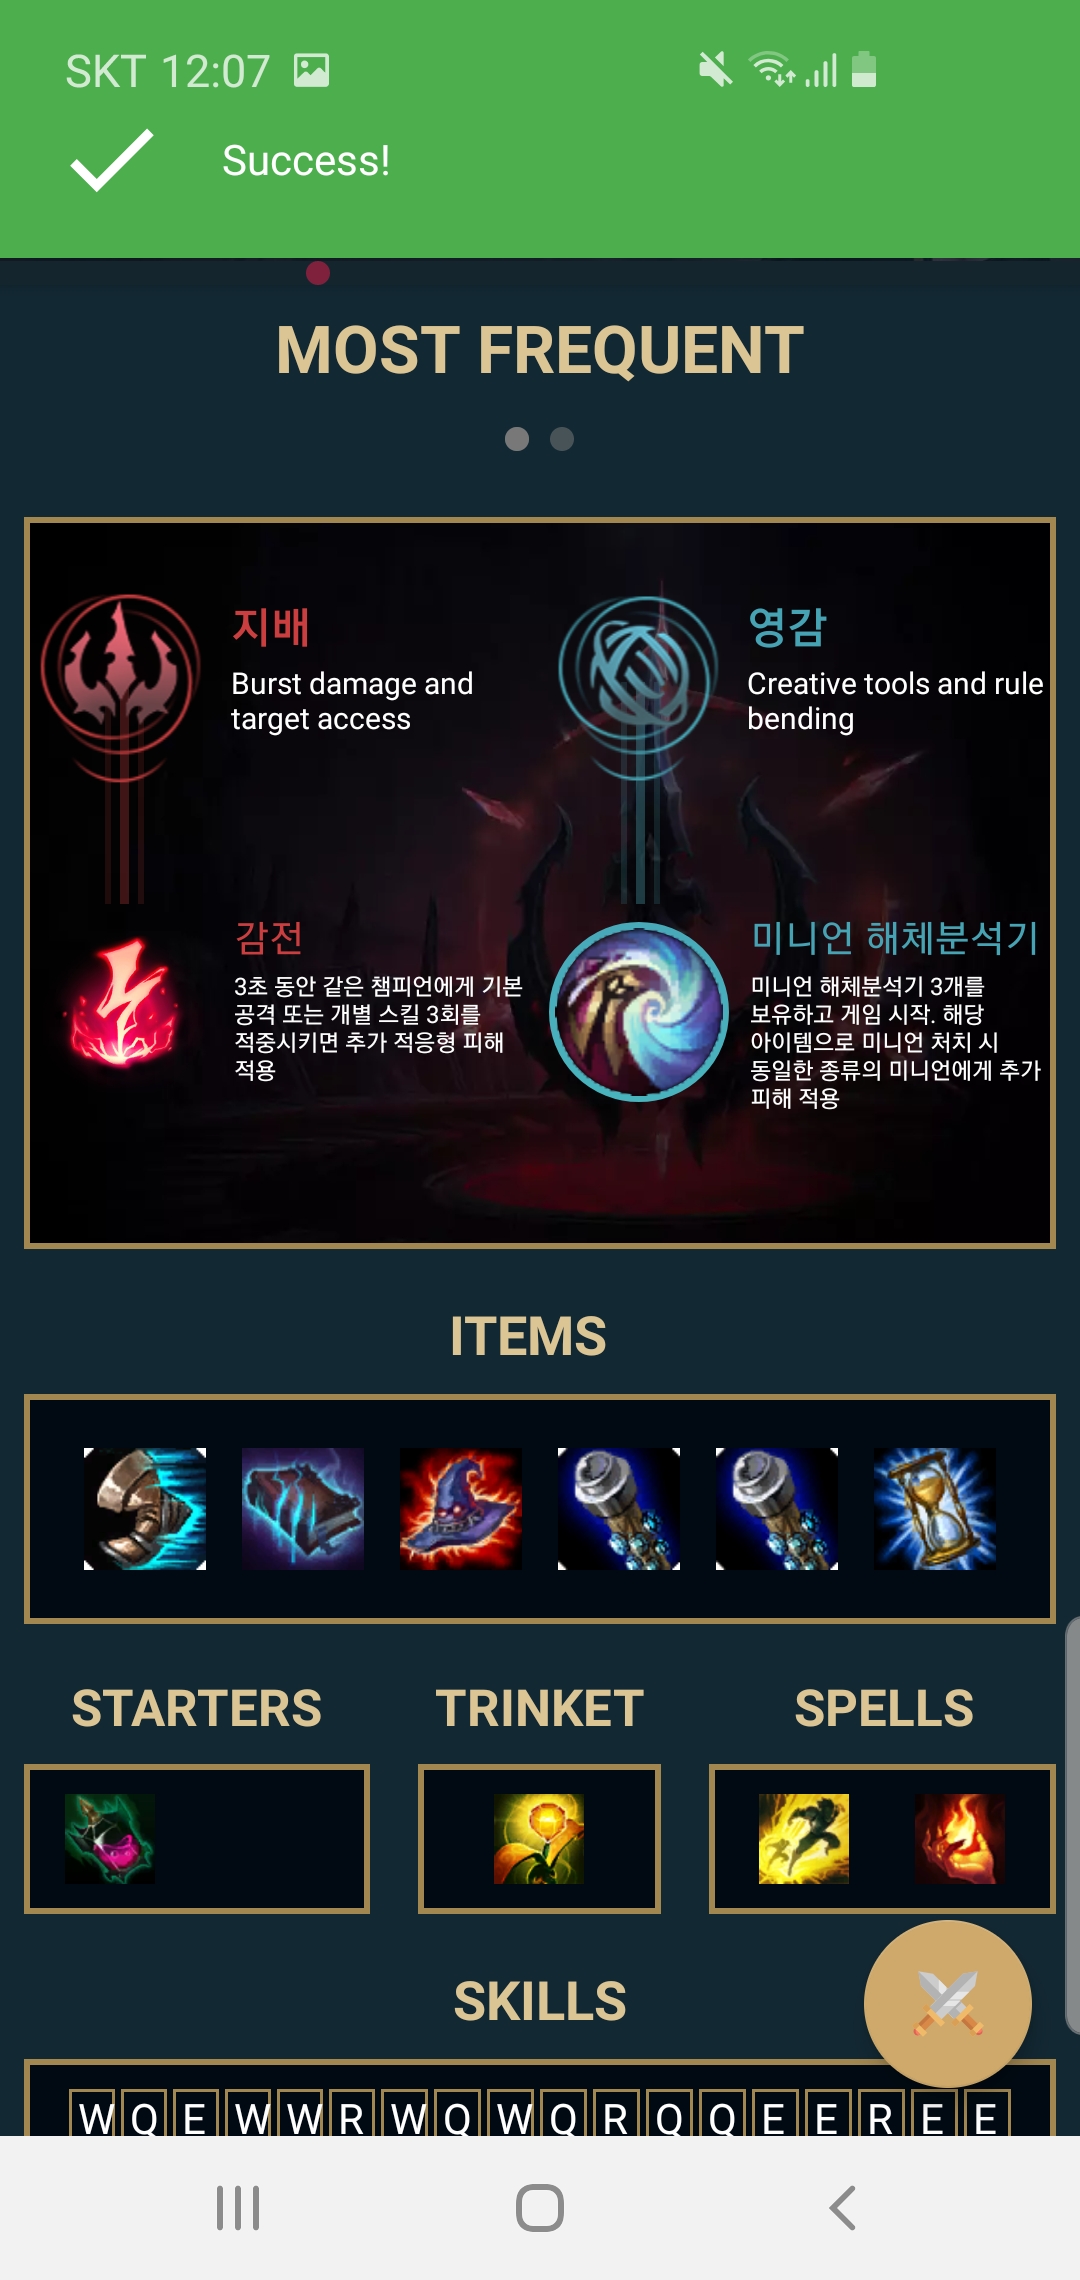 SKT 12:07
Success!
MOST FREQUENT
지배
Burst damage and
target access
영감
Creative tools and rule
bending
감전
3초 동안 같은 챔피언에게 기본
공격 또는 개별 스킬 3회를
적중시키면 추가 적응형 피해
적용
미니언 해체분석기
미니언 해체분석기 3개를
보유하고 게임 시작. 해당
아이템으로 미니언 처치 시
동일한 종류의 미니언에게 추가
피해 적용
ITEMS
STARTERS
TRINKET
SPELLS
SKILLS
W Q E W W R W Q W Q R Q Q E E R E E